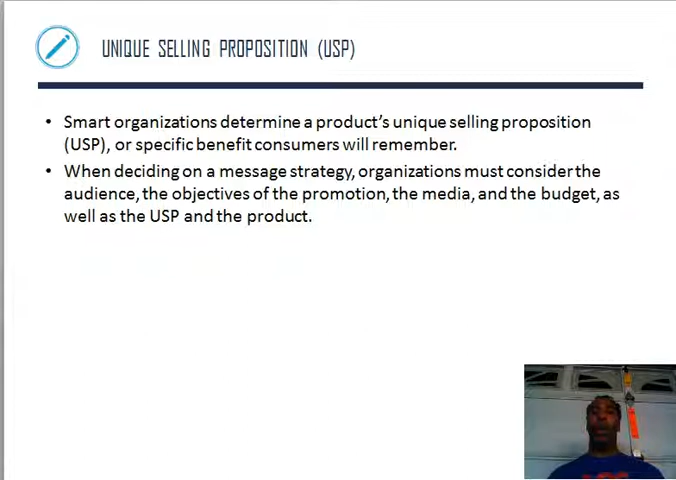 UNIQUE SELLING PROPOSITION (USP)
• Smart organizations determine a product's unique selling proposition
(USP), or specific benefit consumers will remember.
• When deciding on a message strategy, organizations must consider the
audience, the objectives of the promotion, the media, and the budget, as
well as the USP and the product.